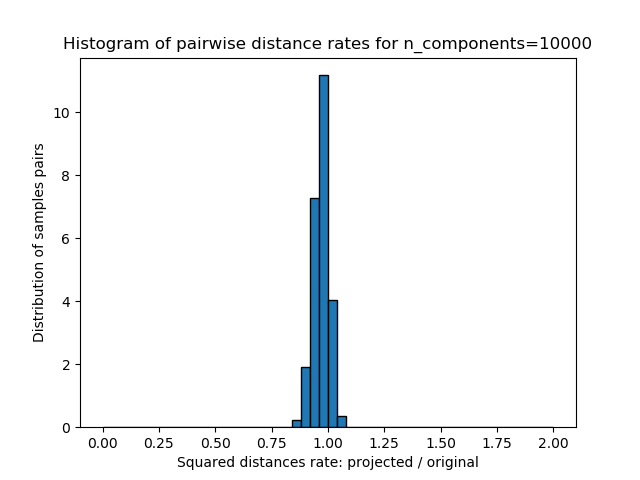 Histogram of pairwise distance rates for n_components=10000
Distribution of samples pairs
10
8
6
4
2
0
0.00 0.25 0.50 0.75 1.00 1.25 1.50 1.75 2.00
Squared distances rate: projected / original